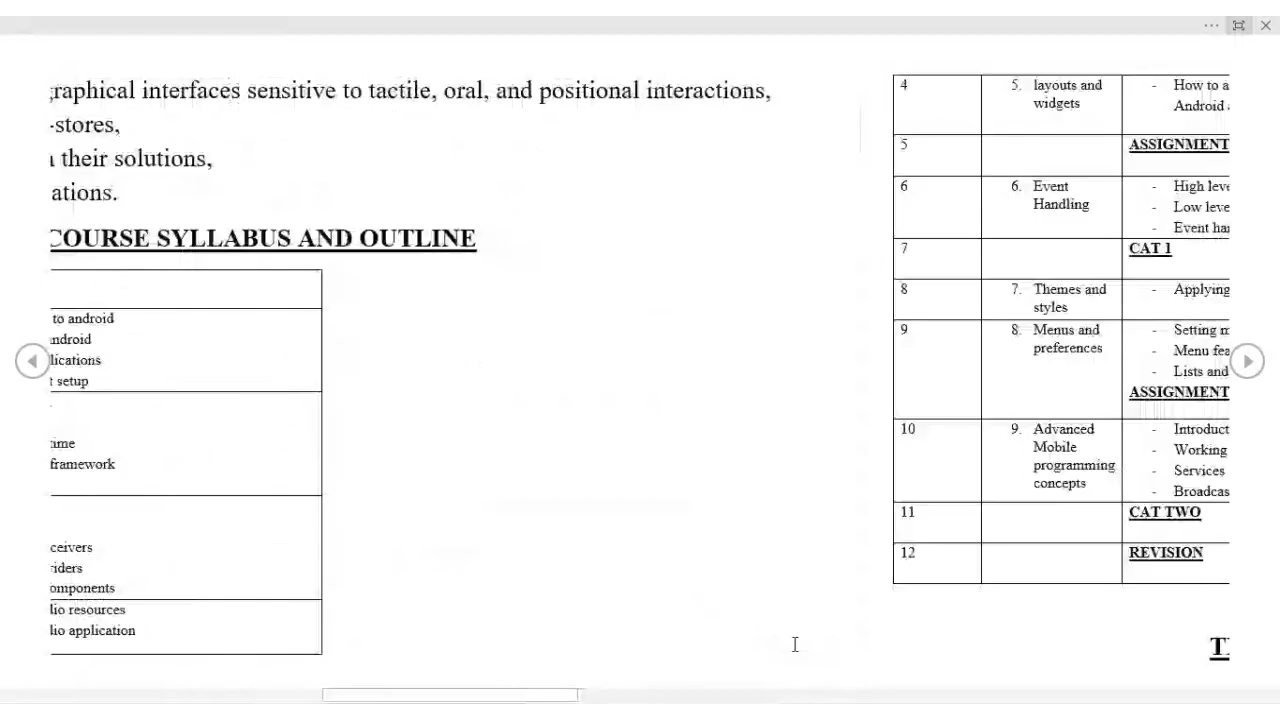 graphical interfaces sensitive to tactile, oral, and positional interactions,
-stores,
their solutions,
ations.
COURSE SYLLABUS AND OUTLINE
to android
ndroid
lications
t setup
ime
framework
ceivers
iders
omponents
lio resources
lio application
4 5. layouts and widgets - How to a
Android
5 ASSIGNMENT
6 6. Event Handling - High leve
- Low leve
- Event han
7 CAT 1
8 7. Themes and styles - Applying
9 8. Menus and preferences - Setting m
- Menu fea
- Lists and
ASSIGNMENT
10 9. Advanced Mobile programming concepts - Introduct
- Working
- Services
- Broadcas
11 CAT TWO
12 REVISION
T